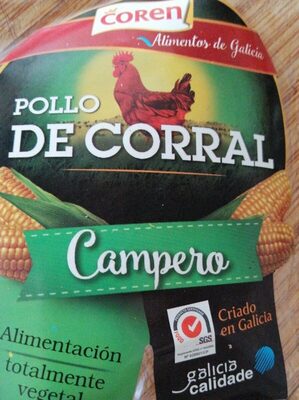 COREN
Alimentos de Galicia
POLLO
DE CORRAL
Campero
Alimentación
totalmente
vegetal
SGS
Criado
en Galicia
galicia
calidade